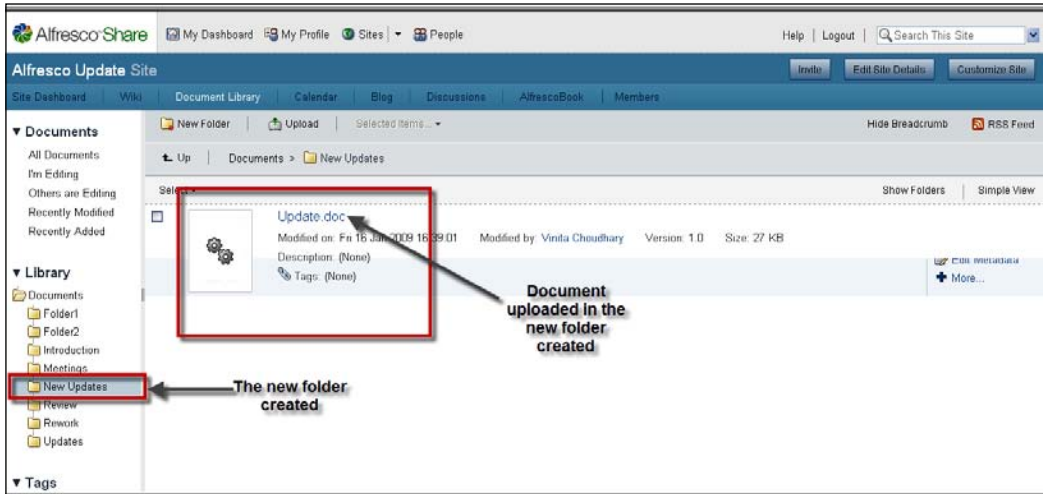 Alfresco Share My Dashboard My Profile Sites People Help | Logout | Search This Site
Alfresco Update Site Invite Edit Site Details Customize Site
Site Dashboard Wiki Document Library Calendar Blog Discussions AlfrescoBook Members
New Folder Upload Selected Items... Hide Breadcrumb RSS Feed
Up Documents > New Updates
Select Show Folders Simple View
Documents
All Documents
I'm Editing
Others are Editing
Recently Modified
Recently Added
Library
Documents
Folder1
Folder2
Introduction
Meetings
New Updates
Review
Rework
Updates
Tags
Update.doc
Modified on: Fri 16 Jan 2009 16:39:01 Modified by: Vinita Choudhary Version: 1.0 Size: 27 KB
Description: (None)
Tags: (None)
Edit Metadata
More...
Document
uploaded in the
new folder
created
The new folder
created